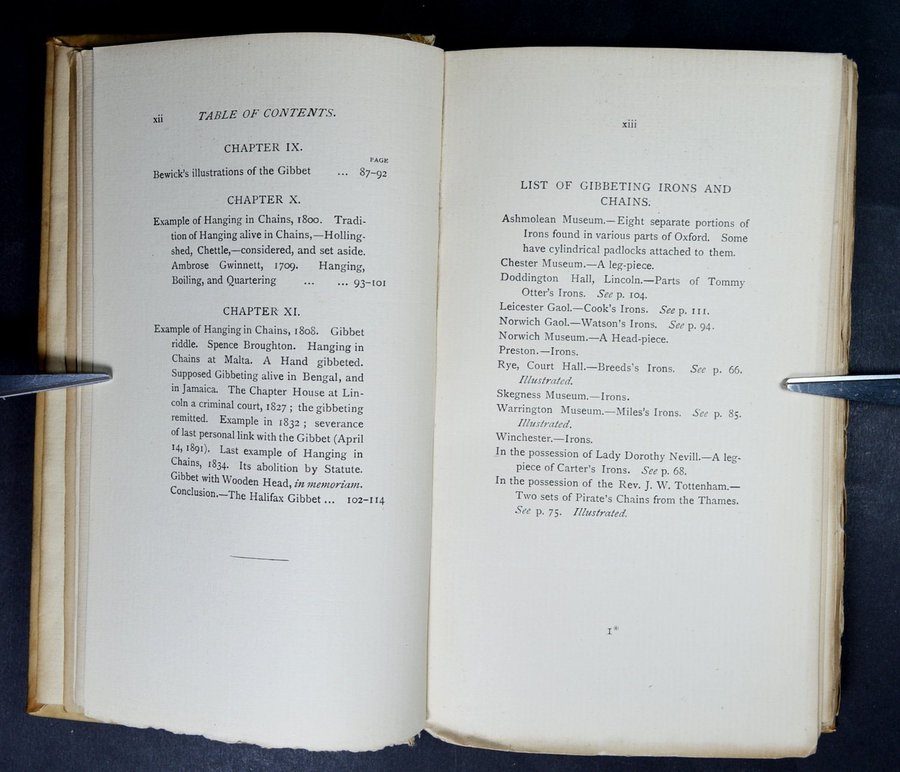 xii TABLE OF CONTENTS.
CHAPTER IX.
PAGE
Bewick's illustrations of the Gibbet ... 87–92
CHAPTER X.
Example of Hanging in Chains, 1800. Tradi-
tion of Hanging alive in Chains,—Holling-
shed, Chettle,—considered, and set aside.
Ambrose Gwinnett, 1709. Hanging,
Boiling, and Quartering ... ... 93–101
CHAPTER XI.
Example of Hanging in Chains, 1808. Gibbet
riddle. Spence Broughton. Hanging in
Chains at Malta. A Hand gibbeted.
Supposed Gibbeting alive in Bengal, and
in Jamaica. The Chapter House at Lin-
coln a criminal court, 1827; the gibbeting
remitted. Example in 1832; severance
of last personal link with the Gibbet (April
14, 1891). Last example of Hanging in
Chains, 1834. Its abolition by Statute.
Gibbet with Wooden Head, in memoriam.
Conclusion.—The Halifax Gibbet ... 102–114
xiii
LIST OF GIBBETING IRONS AND
CHAINS.
Ashmolean Museum.—Eight separate portions of
Irons found in various parts of Oxford. Some
have cylindrical padlocks attached to them.
Chester Museum.—A leg-piece.
Doddington Hall, Lincoln.—Parts of Tommy
Otter's Irons. See p. 104.
Leicester Gaol.—Cook's Irons. See p. 111.
Norwich Gaol.—Watson's Irons. See p. 94.
Norwich Museum.—A Head-piece.
Preston.—Irons.
Rye, Court Hall.—Breeds's Irons. See p. 66.
Illustrated.
Skegness Museum.—Irons.
Warrington Museum.—Miles's Irons. See p. 85.
Illustrated.
Winchester.—Irons.
In the possession of Lady Dorothy Nevill.—A leg-
piece of Carter's Irons. See p. 68.
In the possession of the Rev. J. W. Tottenham.—
Two sets of Pirate's Chains from the Thames.
See p. 75. Illustrated.
1*